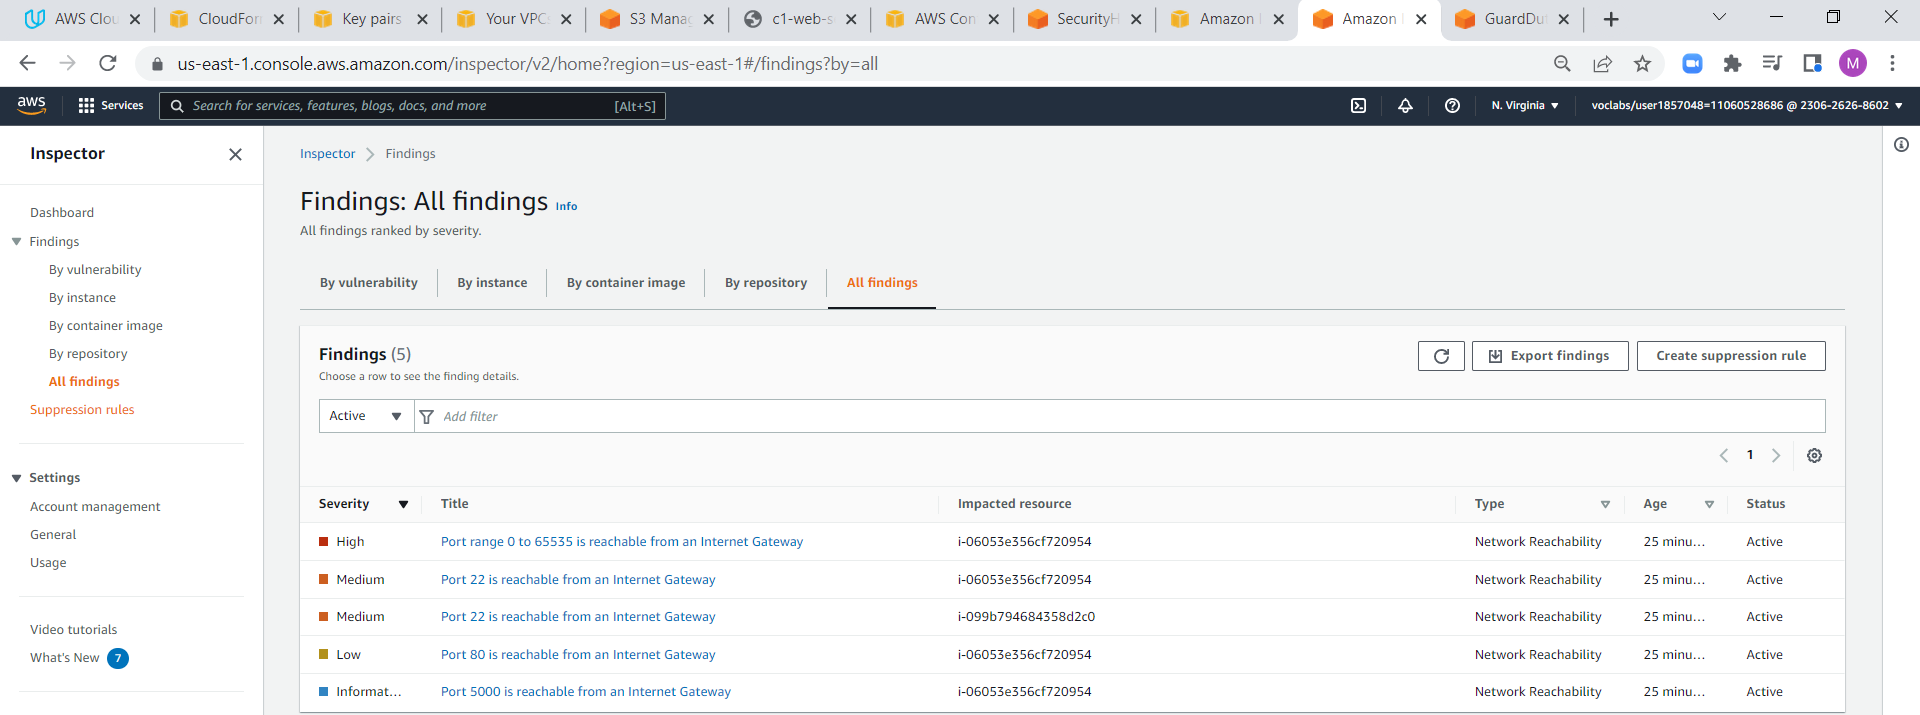 AWS Clou
CloudForm
Key pairs
Your VPCs
S3 Manag
c1-web-se
AWS Con
SecurityH
Amazon
Amazon
GuardDut
us-east-1.console.aws.amazon.com/inspector/v2/home?region=us-east-1#/findings?by=all
M
aws
Services
Search for services, features, blogs, docs, and more
[Alt+S]
N. Virginia
voclabs/user1857048=11060528686 @ 2306-2626-8602
Inspector
Dashboard
Findings
By vulnerability
By instance
By container image
By repository
All findings
Suppression rules
Settings
Account management
General
Usage
Video tutorials
What's New 7
Inspector > Findings
Findings: All findings Info
All findings ranked by severity.
By vulnerability
By instance
By container image
By repository
All findings
Findings (5)
Choose a row to see the finding details.
Export findings
Create suppression rule
Active
Add filter
1
Severity Title Impacted resource Type Age Status
High Port range 0 to 65535 is reachable from an Internet Gateway i-06053e356cf720954 Network Reachability 25 minu... Active
Medium Port 22 is reachable from an Internet Gateway i-06053e356cf720954 Network Reachability 25 minu... Active
Medium Port 22 is reachable from an Internet Gateway i-099b794684358d2c0 Network Reachability 25 minu... Active
Low Port 80 is reachable from an Internet Gateway i-06053e356cf720954 Network Reachability 25 minu... Active
Informat... Port 5000 is reachable from an Internet Gateway i-06053e356cf720954 Network Reachability 25 minu... Active